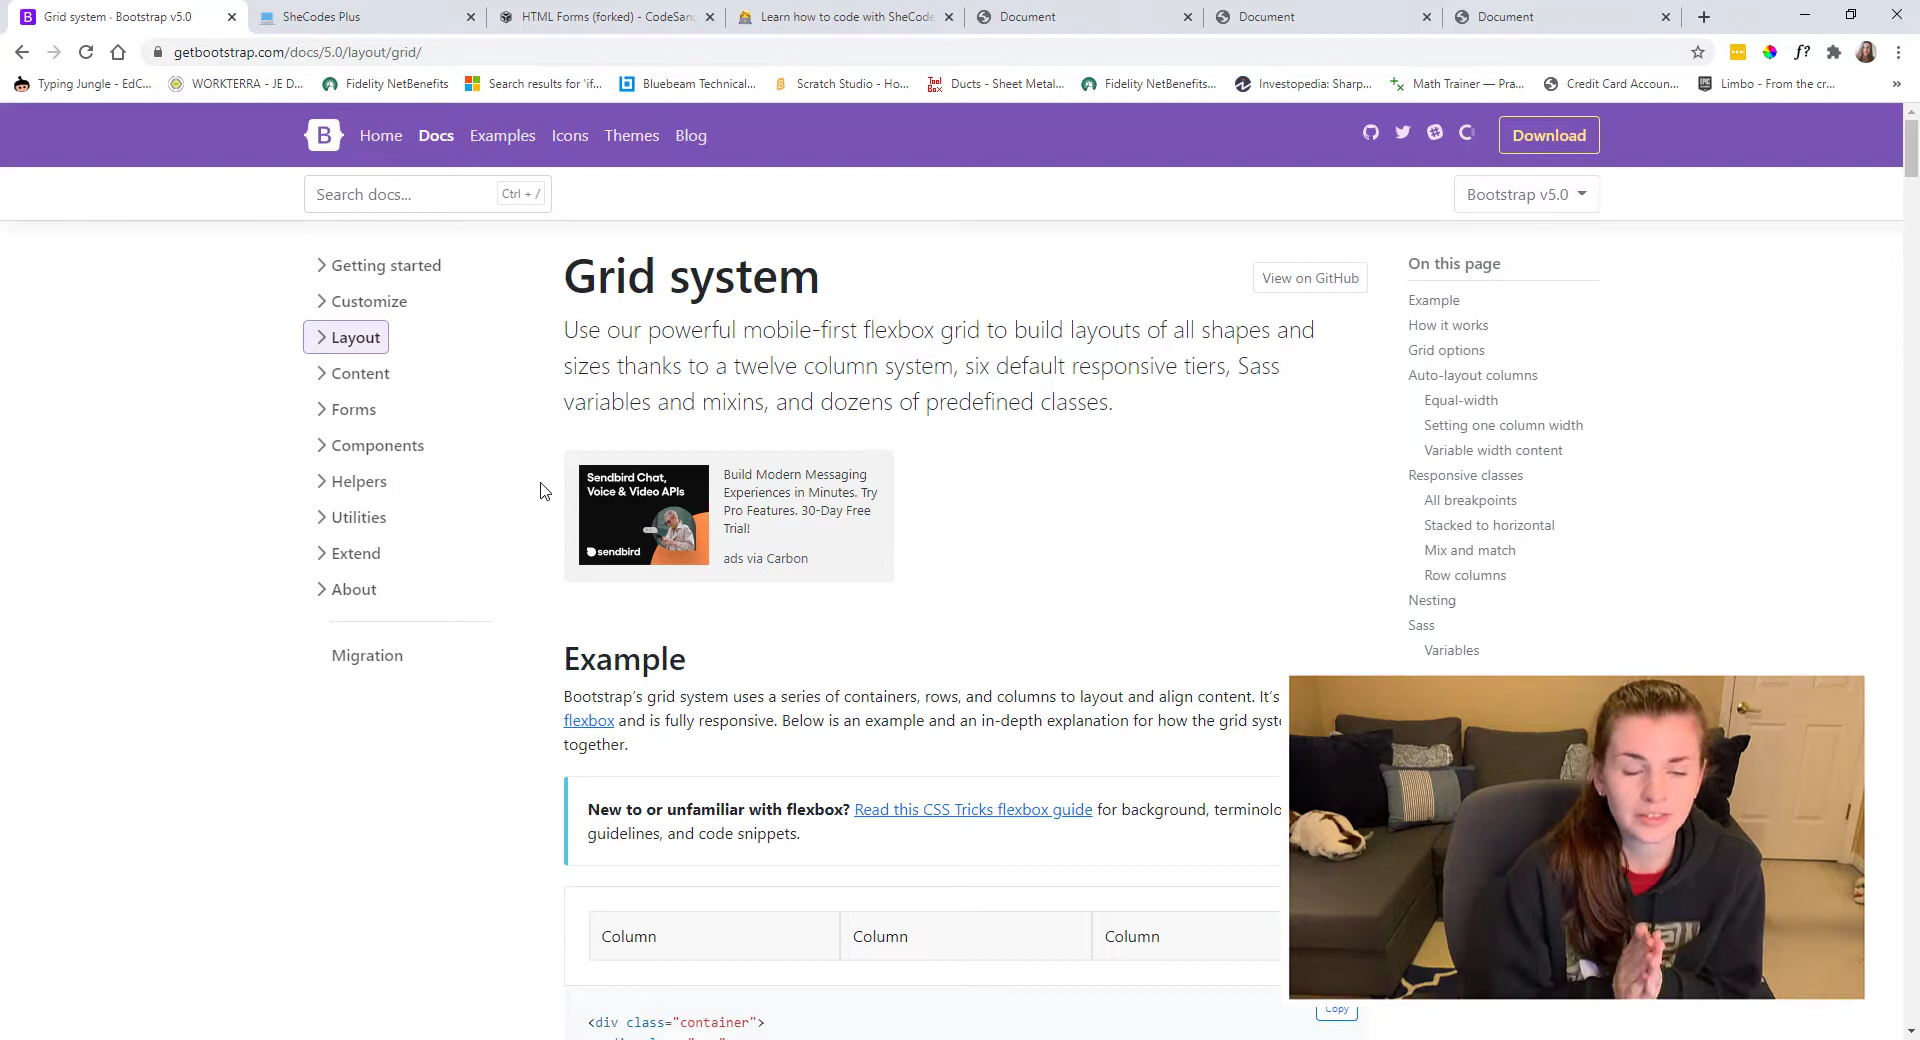 Grid system · Bootstrap v5.0
SheCodes Plus
HTML Forms (forked) - CodeSan
Learn how to code with SheCode
Document
Document
Document
getbootstrap.com/docs/5.0/layout/grid/
f?
Typing Jungle - EdC...
WORKTERRA - JE D...
Fidelity NetBenefits
Search results for 'if...
Bluebeam Technical...
Scratch Studio - Ho...
Tool Box
Ducts - Sheet Metal...
Fidelity NetBenefits...
Investopedia: Sharp...
Math Trainer — Pra...
Credit Card Accoun...
EPIC
Limbo - From the cr...
»
B
Home
Docs
Examples
Icons
Themes
Blog
Download
Search docs...
Ctrl + /
Bootstrap v5.0
Getting started
Customize
Layout
Content
Forms
Components
Helpers
Utilities
Extend
About
Migration
Grid system
View on GitHub
Use our powerful mobile-first flexbox grid to build layouts of all shapes and
sizes thanks to a twelve column system, six default responsive tiers, Sass
variables and mixins, and dozens of predefined classes.
Sendbird Chat,
Voice & Video APIs
sendbird
Build Modern Messaging
Experiences in Minutes. Try
Pro Features. 30-Day Free
Trial!
ads via Carbon
Example
Bootstrap's grid system uses a series of containers, rows, and columns to layout and align content. It's
flexbox and is fully responsive. Below is an example and an in-depth explanation for how the grid syste
together.
New to or unfamiliar with flexbox? Read this CSS Tricks flexbox guide for background, terminolo
guidelines, and code snippets.
Column
Column
Column
<div class="container">
Copy
On this page
Example
How it works
Grid options
Auto-layout columns
Equal-width
Setting one column width
Variable width content
Responsive classes
All breakpoints
Stacked to horizontal
Mix and match
Row columns
Nesting
Sass
Variables